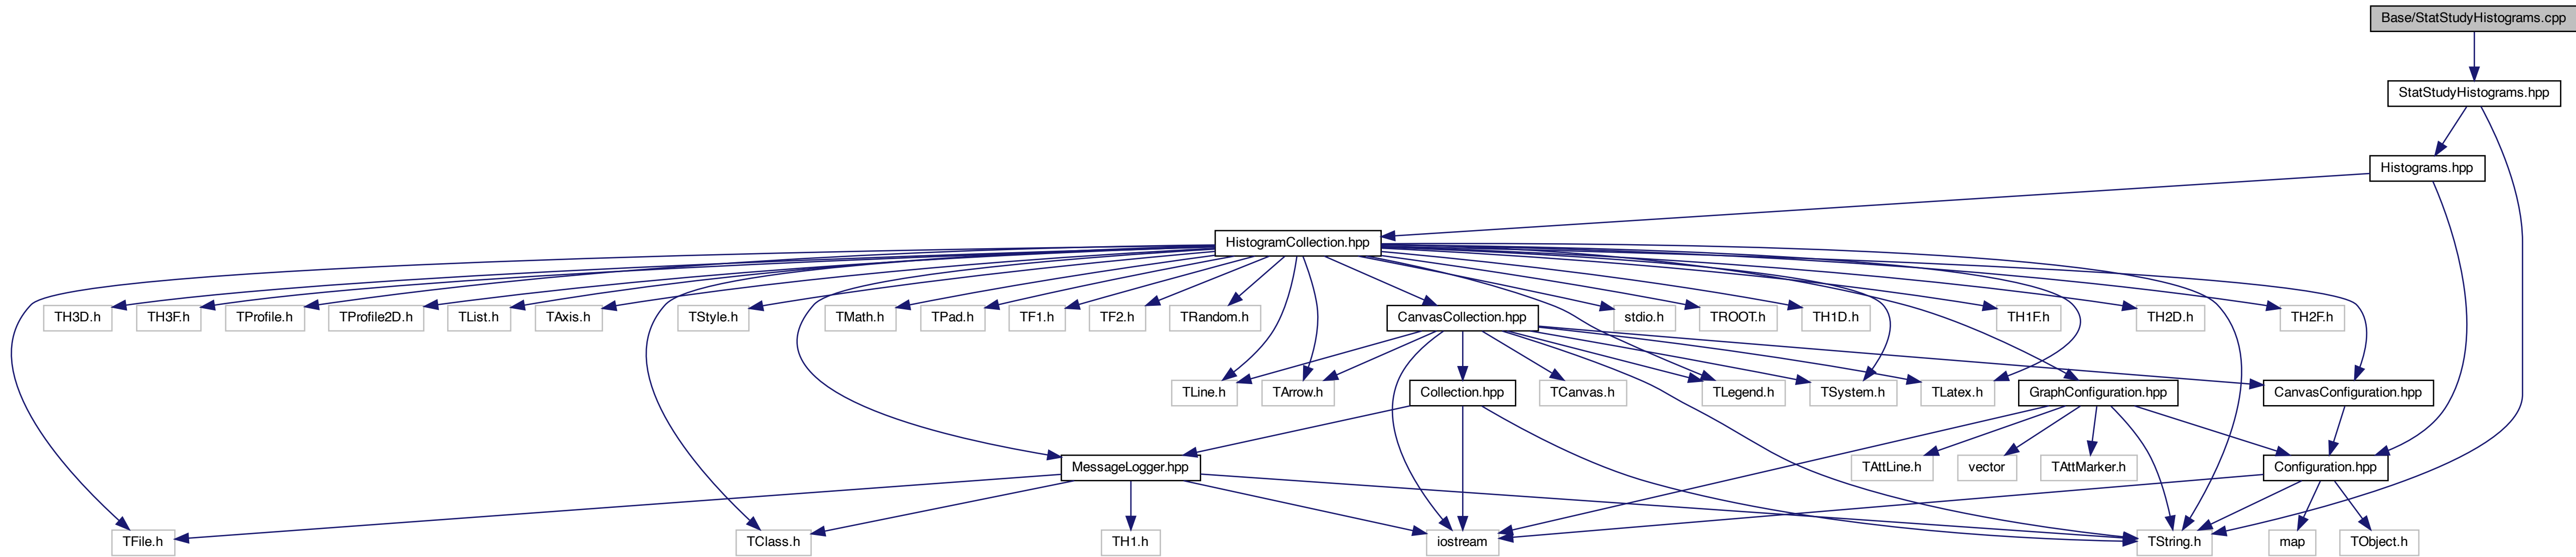 Base/StatStudyHistograms.cpp
StatStudyHistograms.hpp
Histograms.hpp
HistogramCollection.hpp
TH3D.h
TH3F.h
TProfile.h
TProfile2D.h
TList.h
TAxis.h
TStyle.h
TMath.h
TPad.h
TF1.h
TF2.h
TRandom.h
CanvasCollection.hpp
stdio.h
TROOT.h
TH1D.h
TH1F.h
TH2D.h
TH2F.h
TLine.h
TArrow.h
Collection.hpp
TCanvas.h
TLegend.h
TSystem.h
TLatex.h
GraphConfiguration.hpp
CanvasConfiguration.hpp
MessageLogger.hpp
TAttLine.h
vector
TAttMarker.h
Configuration.hpp
TFile.h
TClass.h
TH1.h
iostream
TString.h
map
TObject.h